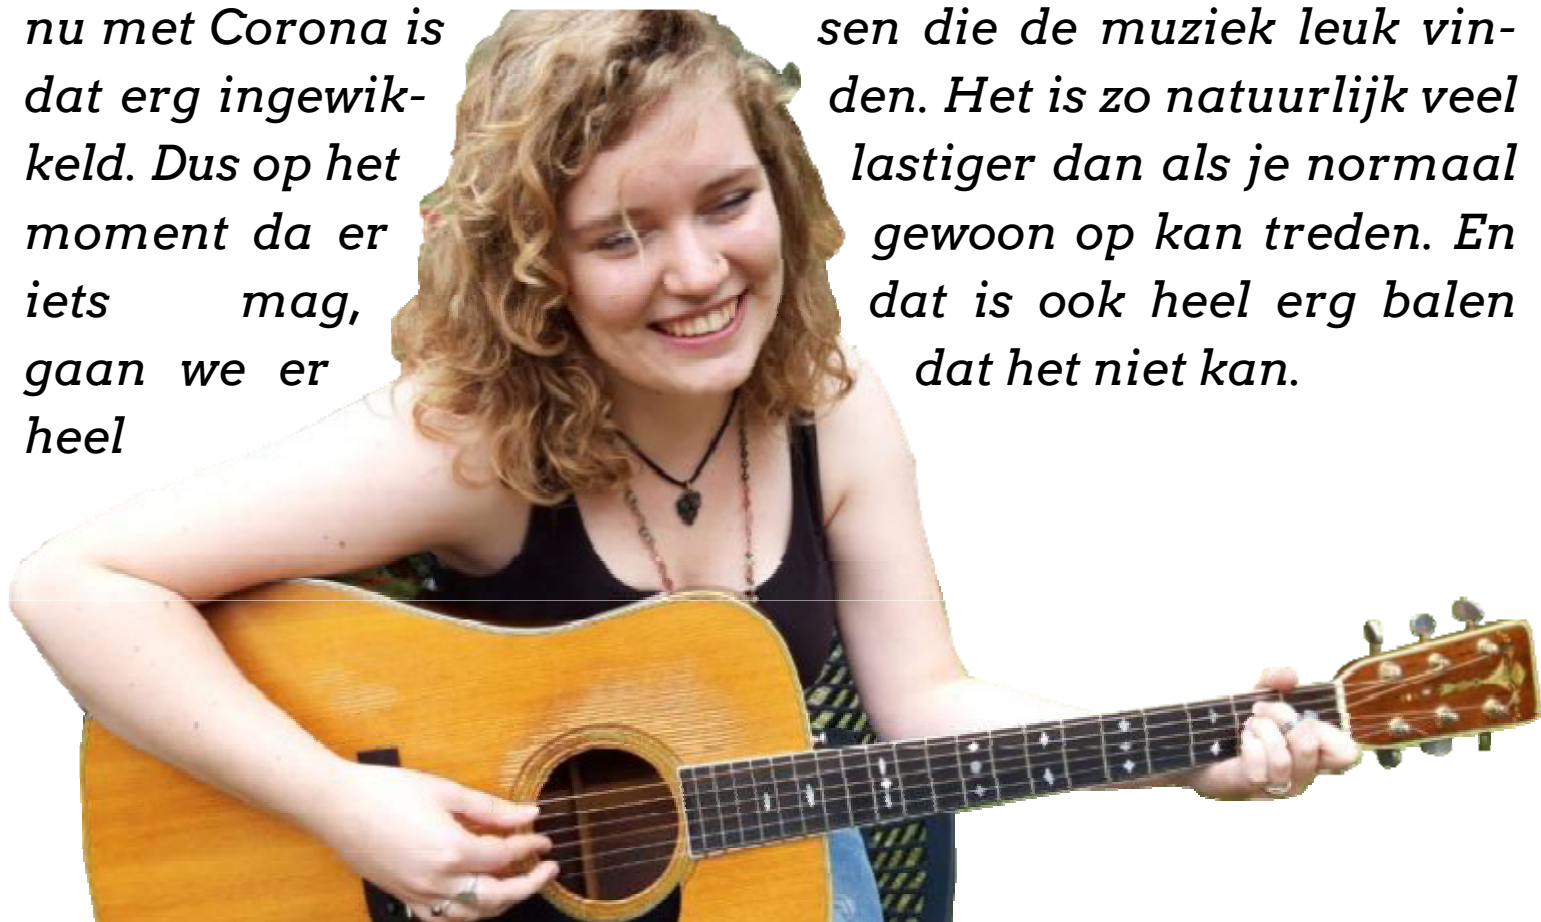 nu met Corona is
dat erg ingewik-
keld. Dus op het
moment da er
iets mag,
gaan we er
heel
sen die de muziek leuk vin-
den. Het is zo natuurlijk veel
lastiger dan als je normaal
gewoon op kan treden. En
dat is ook heel erg balen
dat het niet kan.